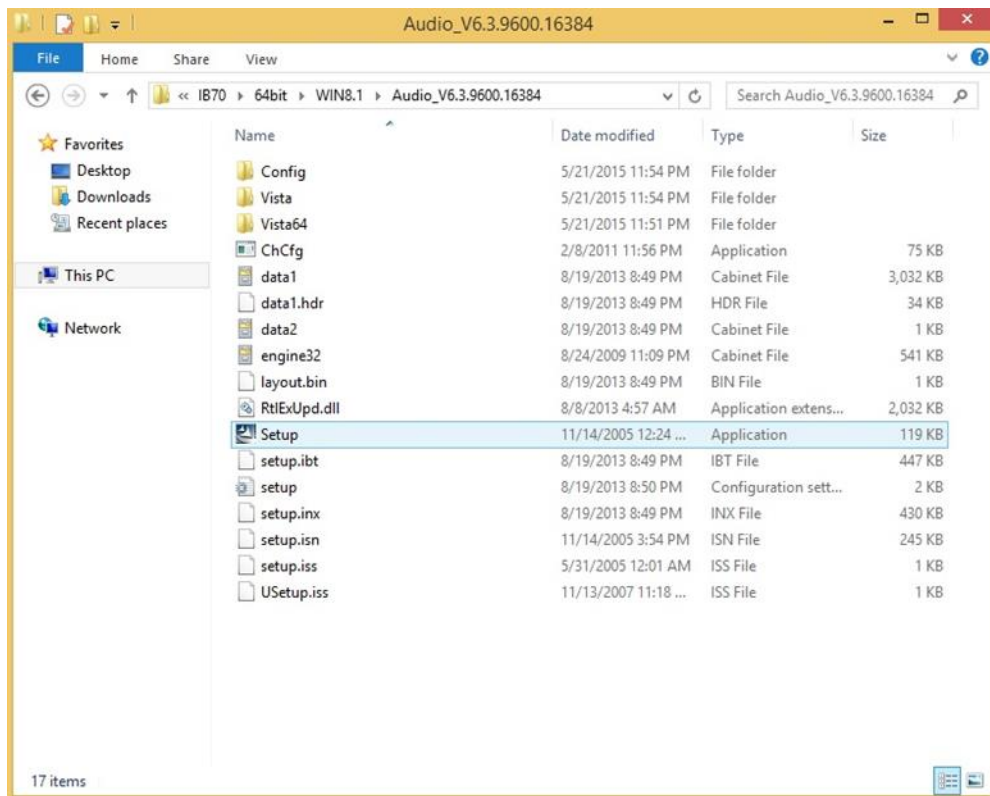 Audio_V6.3.9600.16384
File Home Share View
« IB70 ▸ 64bit ▸ WIN8.1 ▸ Audio_V6.3.9600.16384 Search Audio_V6.3.9600.16384
Name Date modified Type Size
Favorites
Desktop
Downloads
Recent places
This PC
Network
Config 5/21/2015 11:54 PM File folder
Vista 5/21/2015 11:54 PM File folder
Vista64 5/21/2015 11:51 PM File folder
ChCfg 2/8/2011 11:56 PM Application 75 KB
data1 8/19/2013 8:49 PM Cabinet File 3,032 KB
data1.hdr 8/19/2013 8:49 PM HDR File 34 KB
data2 8/19/2013 8:49 PM Cabinet File 1 KB
engine32 8/24/2009 11:09 PM Cabinet File 541 KB
layout.bin 8/19/2013 8:49 PM BIN File 1 KB
RtlExUpd.dll 8/8/2013 4:57 AM Application extens... 2,032 KB
Setup 11/14/2005 12:24 ... Application 119 KB
setup.ibt 8/19/2013 8:49 PM IBT File 447 KB
setup 8/19/2013 8:50 PM Configuration sett... 2 KB
setup.inx 8/19/2013 8:49 PM INX File 430 KB
setup.isn 11/14/2005 3:54 PM ISN File 245 KB
setup.iss 5/31/2005 12:01 AM ISS File 1 KB
USetup.iss 11/13/2007 11:18 ... ISS File 1 KB
17 items